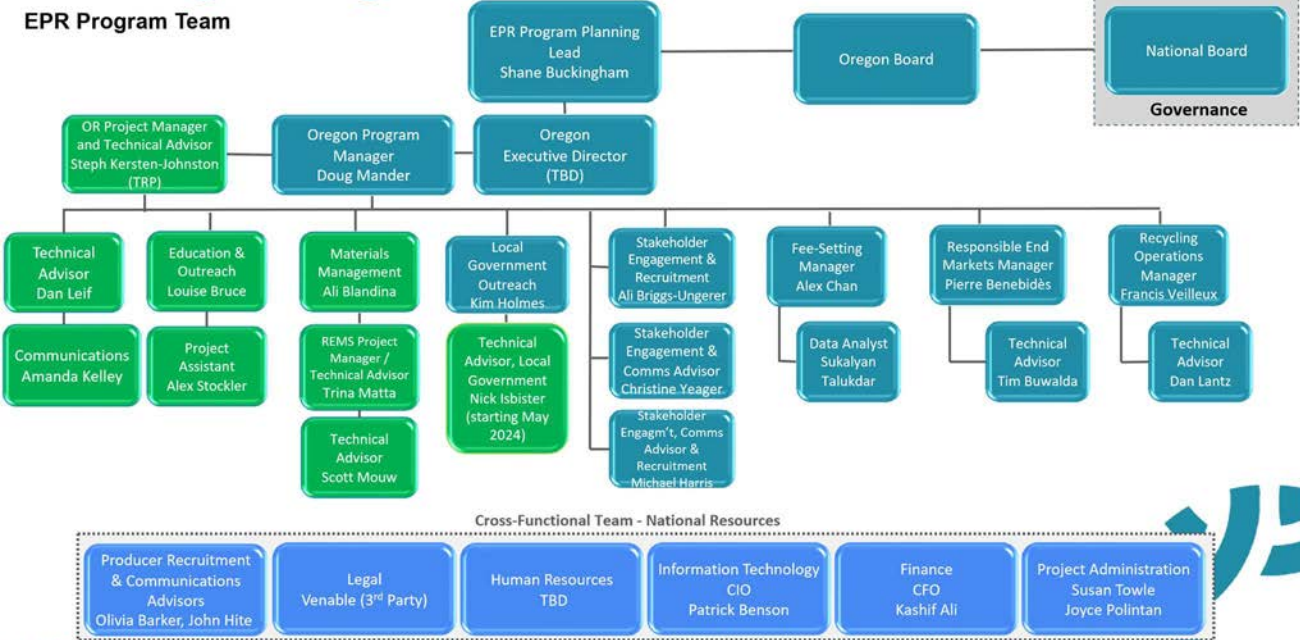 EPR Program Team
EPR Program Planning
Lead
Shane Buckingham
Oregon Board
National Board
Governance
OR Project Manager
and Technical Advisor
Steph Kersten-Johnston
(TRP)
Oregon Program
Manager
Doug Mander
Oregon
Executive Director
(TBD)
Technical
Advisor
Dan Leif
Education &
Outreach
Louise Bruce
Materials
Management
Ali Blandina
Local
Government
Outreach
Kim Holmes
Stakeholder
Engagement &
Recruitment
Ali Briggs-Ungerer
Fee-Setting
Manager
Alex Chan
Responsible End
Markets Manager
Pierre Benebidès
Recycling
Operations
Manager
Francis Veilleux
Communications
Amanda Kelley
Project
Assistant
Alex Stockler
REMS Project
Manager /
Technical Advisor
Trina Matta
Technical
Advisor, Local
Government
Nick Isbister
(starting May
2024)
Stakeholder
Engagement &
Comms Advisor
Christine Yeager
Data Analyst
Sukalyan
Talukdar
Technical
Advisor
Tim Buwalda
Technical
Advisor
Dan Lantz
Technical
Advisor
Scott Mouw
Stakeholder
Engagm't, Comms
Advisor &
Recruitment
Michael Harris
Cross-Functional Team - National Resources
Producer Recruitment
& Communications
Advisors
Olivia Barker, John Hite
Legal
Venable (3rd Party)
Human Resources
TBD
Information Technology
CIO
Patrick Benson
Finance
CFO
Kashif Ali
Project Administration
Susan Towle
Joyce Polintan